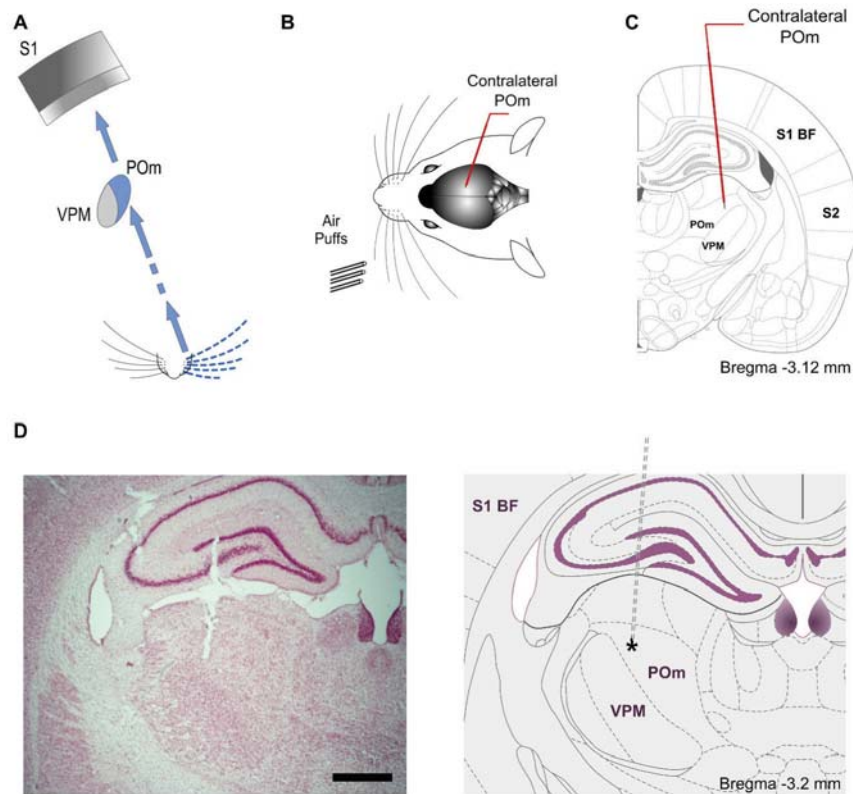 A
S1
POm
VPM
B
Contralateral
POm
Air
Puffs
C
Contralateral
POm
S1 BF
S2
POm
VPM
Bregma -3.12 mm
D
S1 BF
*
POm
VPM
Bregma -3.2 mm